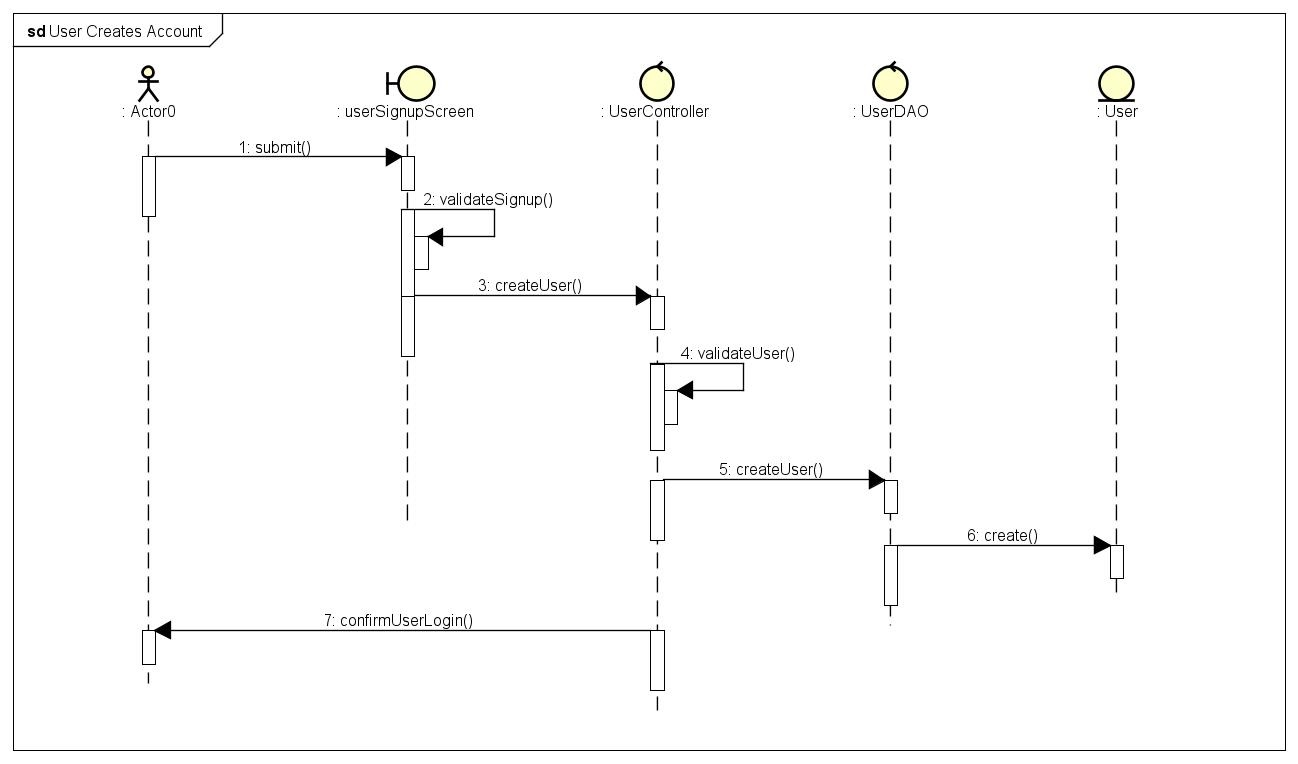 sd User Creates Account
: Actor0
: userSignupScreen
: UserController
: UserDAO
: User
1: submit()
2: validateSignup()
3: createUser()
4: validateUser()
5: createUser()
6: create()
7: confirmUserLogin()